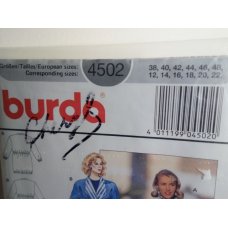 Größen/Tailles/European sizes:
Corresponding sizes:
4502
38, 40, 42, 44, 46, 48,
12, 14, 16, 18, 20, 22,
burda
4 011199 045020
B
A